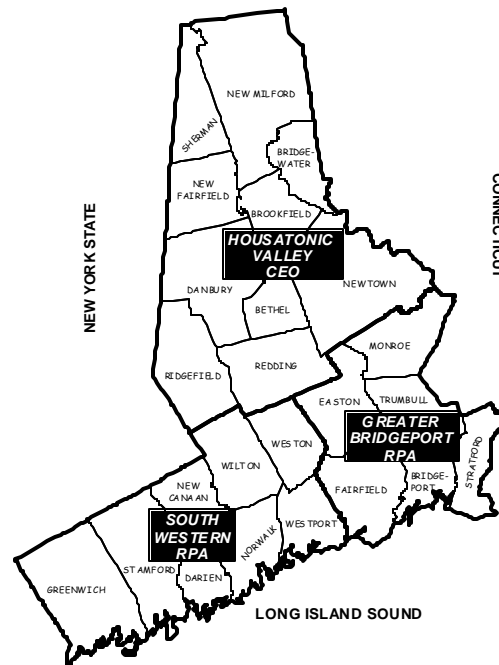 NEW MILFORD
SHERMAN
BRIDGE-
WATER
NEW
FAIRFIELD
BROOKFIELD
CONNECTICUT
NEW YORK STATE
HOUSATONIC
VALLEY
CEO
DANBURY
NEWTOWN
BETHEL
MONROE
RIDGEFIELD
REDDING
EASTON
TRUMBULL
GREATER
BRIDGEPORT
RPA
STRATFORD
WESTON
WILTON
BRIDGE-
PORT
FAIRFIELD
NEW
CANAAN
SOUTH
WESTERN
RPA
WESTPORT
NORWALK
STAMFORD
DARIEN
GREENWICH
LONG ISLAND SOUND